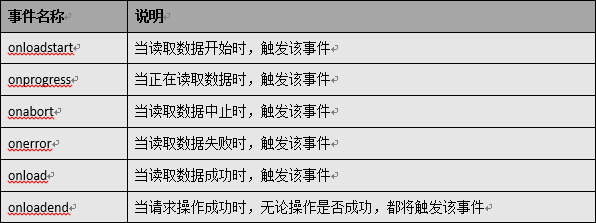 事件名称 说明
onloadstart 当读取数据开始时，触发该事件
onprogress 当正在读取数据时，触发该事件
onabort 当读取数据中止时，触发该事件
onerror 当读取数据失败时，触发该事件
onload 当读取数据成功时，触发该事件
onloadend 当请求操作成功时，无论操作是否成功，都将触发该事件